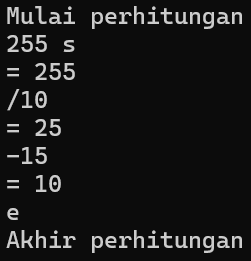 Mulai perhitungan
255 s
= 255
/10
= 25
-15
= 10
e
Akhir perhitungan